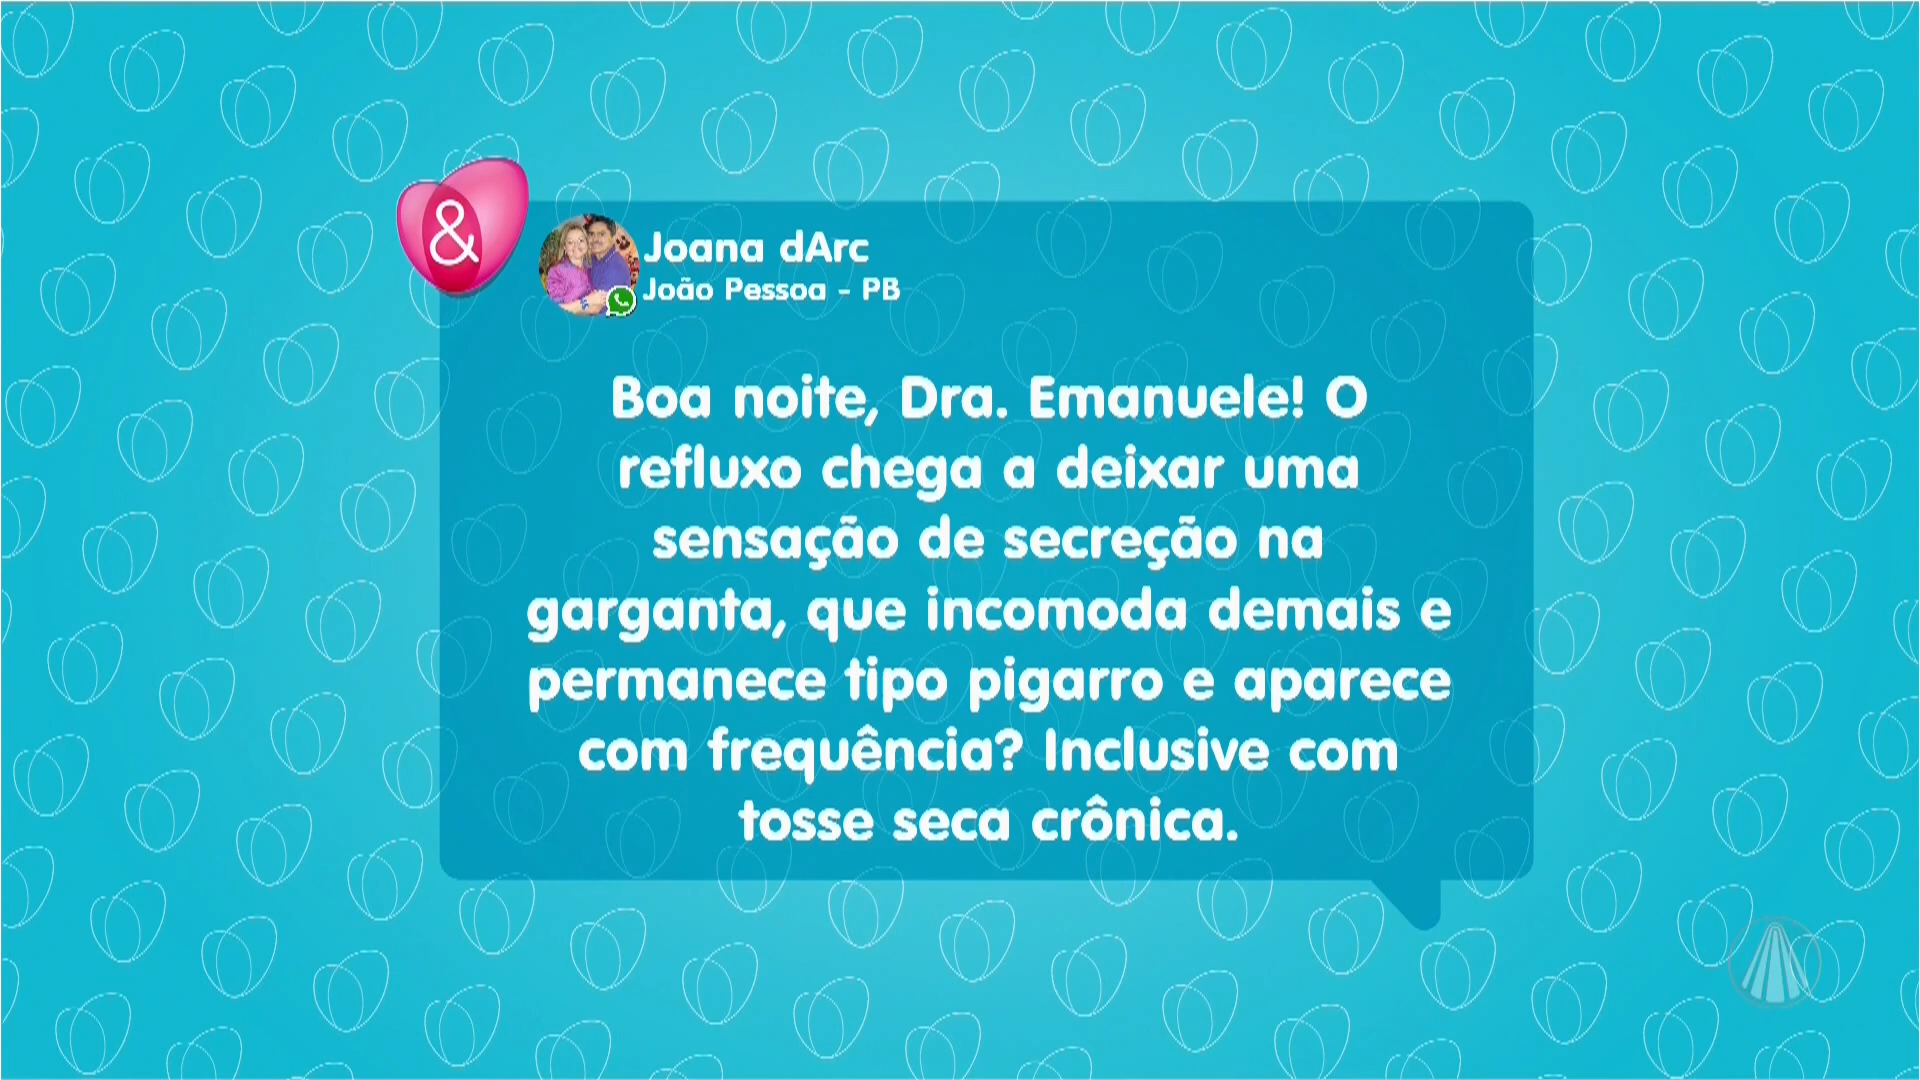 &
Joana dArc
João Pessoa - PB
Boa noite, Dra. Emanuele! O
refluxo chega a deixar uma
sensação de secreção na
garganta, que incomoda demais e
permanece tipo pigarro e aparece
com frequência? Inclusive com
tosse seca crônica.